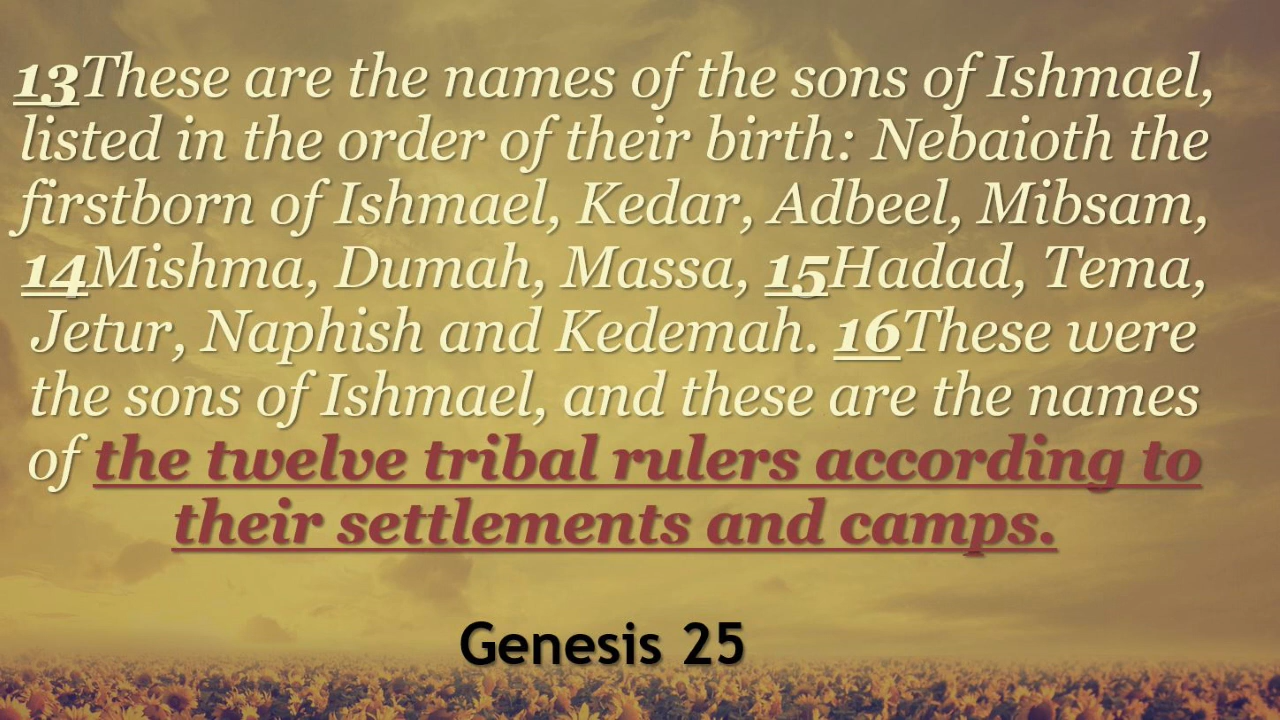 13These are the names of the sons of Ishmael,
listed in the order of their birth: Nebaioth the
firstborn of Ishmael, Kedar, Adbeel, Mibsam,
14Mishma, Dumah, Massa, 15Hadad, Tema,
Jetur, Naphish and Kedemah. 16These were
the sons of Ishmael, and these are the names
of the twelve tribal rulers according to
their settlements and camps.
Genesis 25